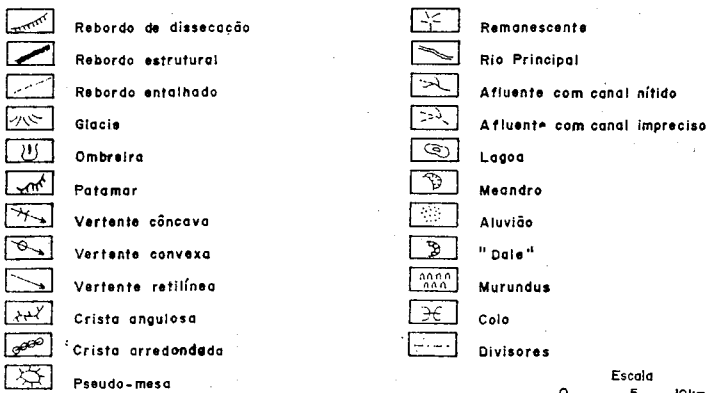 Rebordo de dissecação
Rebordo estrutural
Rebordo entalhado
Glacis
Ombreira
Patamar
Vertente côncava
Vertente convexa
Vertente retilínea
Crista angulosa
Crista arredondada
Pseudo-mesa
Remanescente
Rio Principal
Afluente com canal nítido
Afluente com canal impreciso
Lagoa
Meandro
Aluvião
"Dale"
Murundus
Colo
Divisores
Escala
0 5 10km